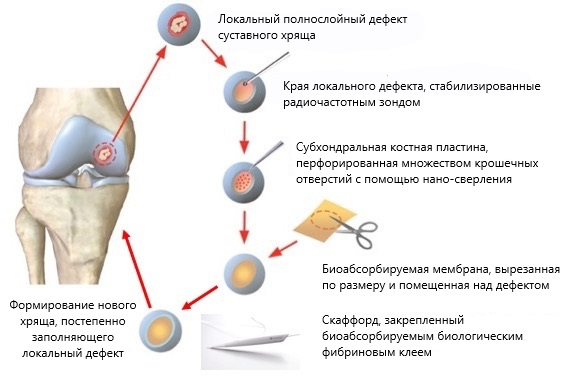 Локальный полнослойный дефект
суставного хряща
Края локального дефекта, стабилизированные
радиочастотным зондом
Субхондральная костная пластина,
перфорированная множеством крошечных
отверстий с помощью нано-сверления
Биоабсорбируемая мембрана, вырезанная
по размеру и помещенная над дефектом
Формирование нового
хряща, постепенно
заполняющего
локальный дефект
Скаффорд, закрепленный
биоабсорбируемым биологическим
фибриновым клеем